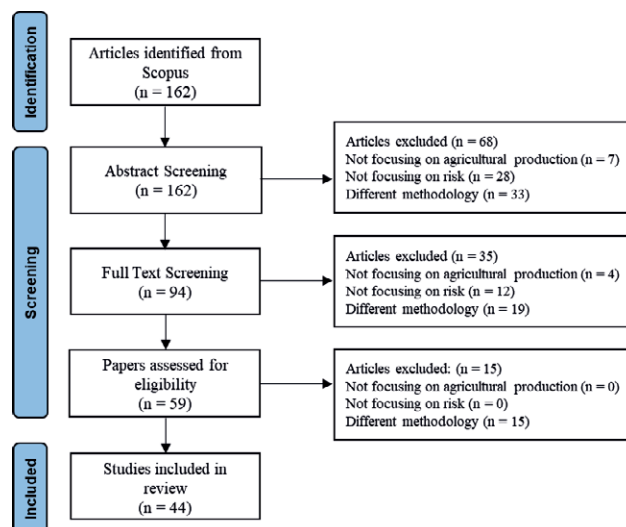 Identification
Articles identified from
Scopus
(n = 162)
Screening
Abstract Screening
(n = 162)
Articles excluded (n = 68)
Not focusing on agricultural production (n = 7)
Not focusing on risk (n = 28)
Different methodology (n = 33)
Full Text Screening
(n = 94)
Articles excluded (n = 35)
Not focusing on agricultural production (n = 4)
Not focusing on risk (n = 12)
Different methodology (n = 19)
Papers assessed for
eligibility
(n = 59)
Articles excluded: (n = 15)
Not focusing on agricultural production (n = 0)
Not focusing on risk (n = 0)
Different methodology (n = 15)
Included
Studies included in
review
(n = 44)